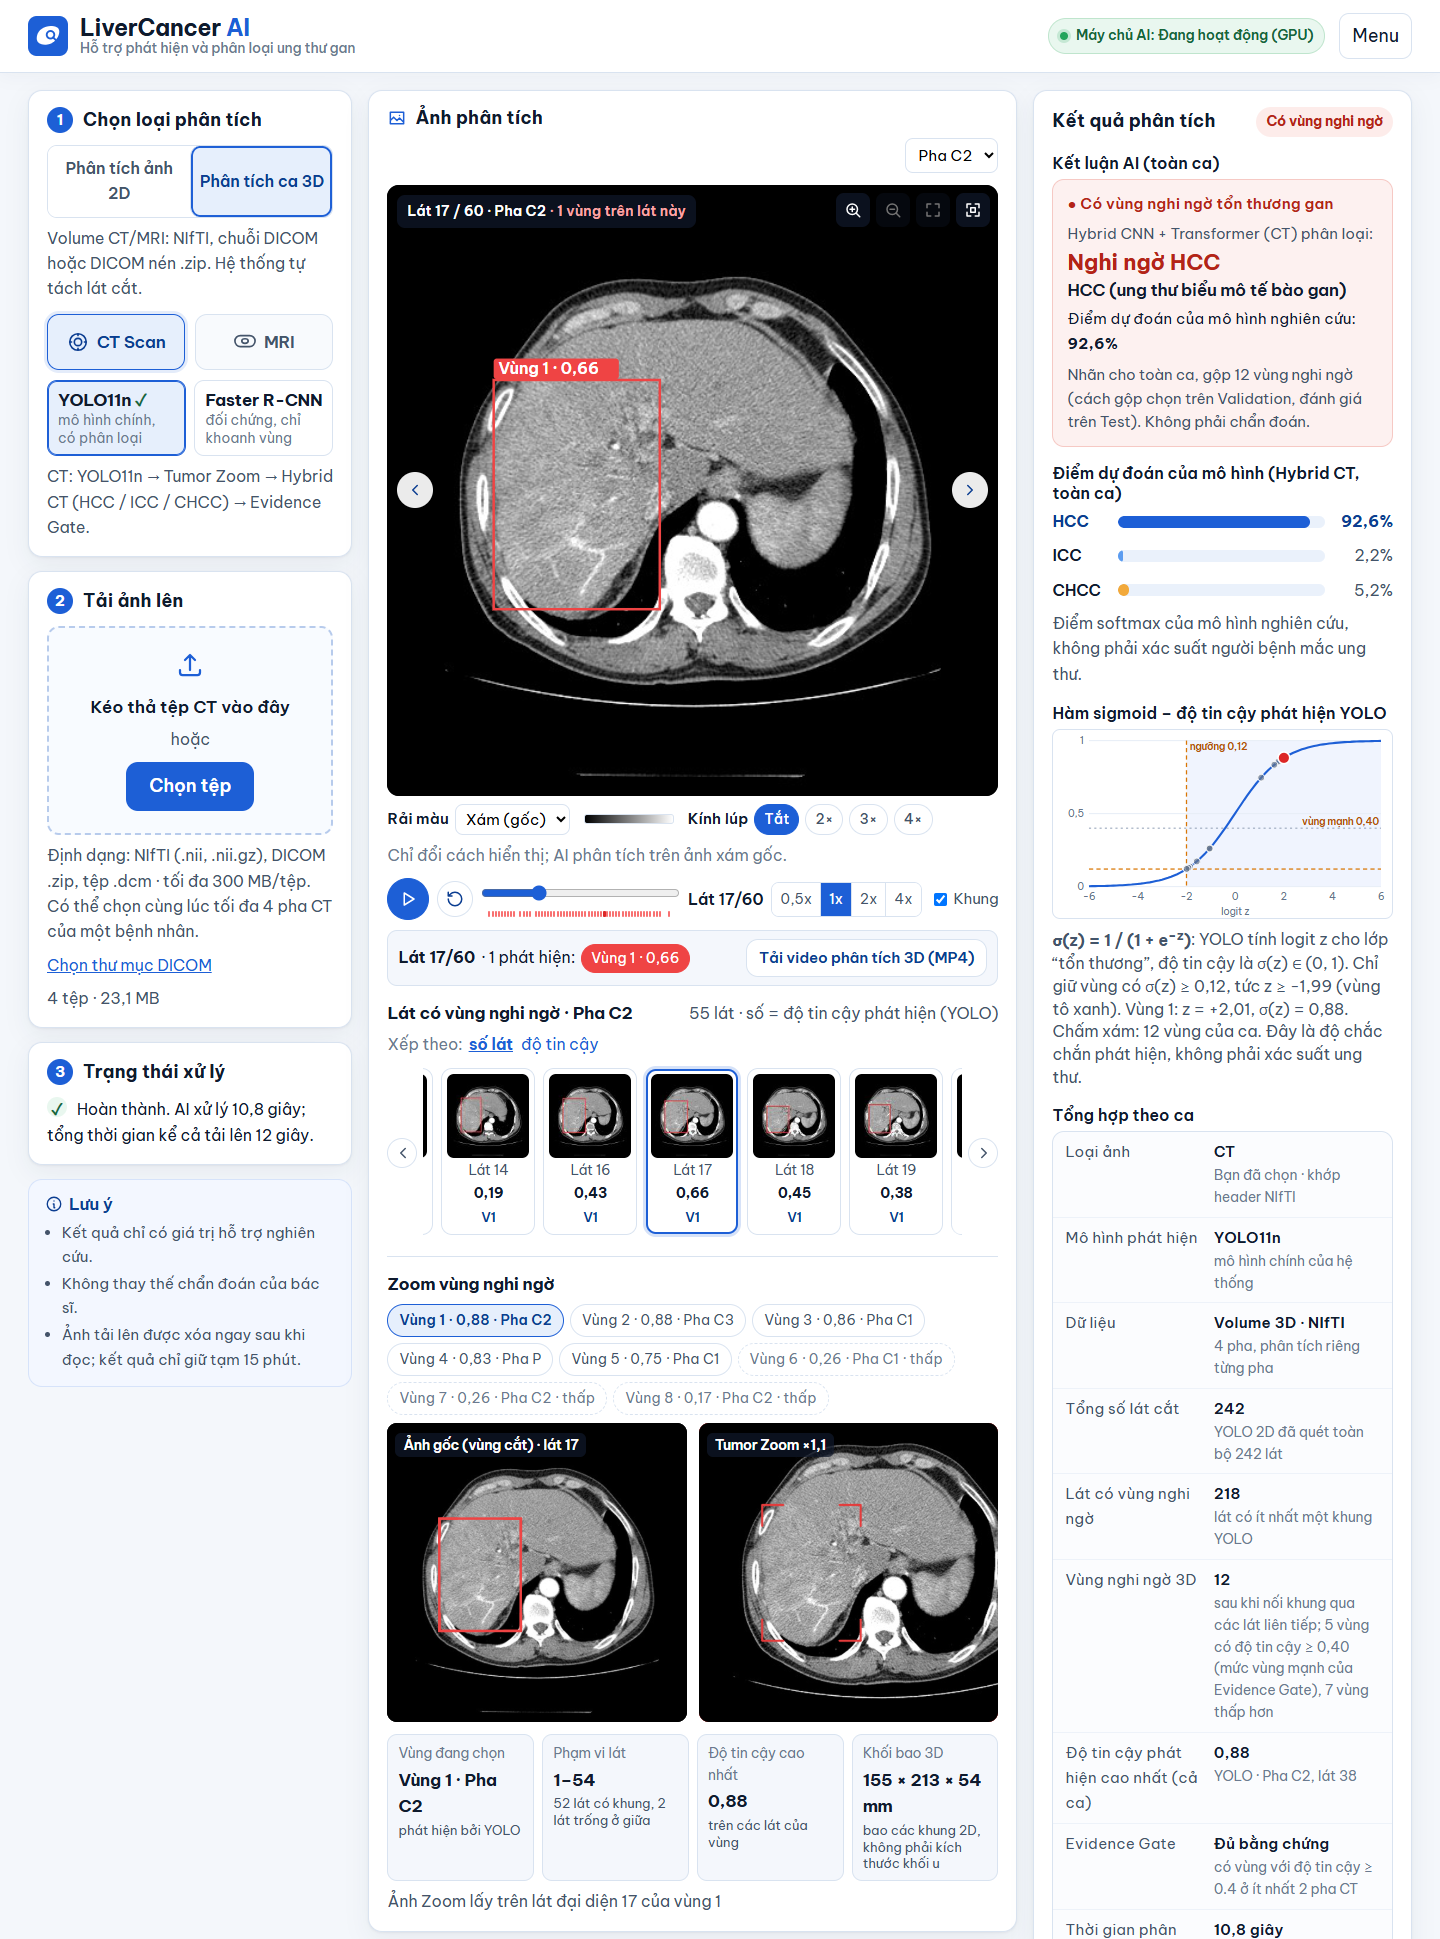 LiverCancer AI
Hỗ trợ phát hiện và phân loại ung thư gan
Máy chủ AI: Đang hoạt động (GPU)
Menu
1 Chọn loại phân tích
Phân tích ảnh
2D
Phân tích ca 3D
Volume CT/MRI: NIfTI, chuỗi DICOM
hoặc DICOM nén .zip. Hệ thống tự
tách lát cắt.
CT Scan
MRI
YOLO11n ✓
mô hình chính,
có phân loại
Faster R-CNN
đối chứng, chỉ
khoanh vùng
CT: YOLO11n → Tumor Zoom → Hybrid
CT (HCC / ICC / CHCC) → Evidence
Gate.
2 Tải ảnh lên
Kéo thả tệp CT vào đây
hoặc
Chọn tệp
Định dạng: NIfTI (.nii, .nii.gz), DICOM
.zip, tệp .dcm · tối đa 300 MB/tệp.
Có thể chọn cùng lúc tối đa 4 pha CT
của một bệnh nhân.
Chọn thư mục DICOM
4 tệp · 23,1 MB
3 Trạng thái xử lý
✓ Hoàn thành. AI xử lý 10,8 giây;
tổng thời gian kể cả tải lên 12 giây.
Lưu ý
• Kết quả chỉ có giá trị hỗ trợ nghiên
cứu.
• Không thay thế chẩn đoán của bác
sĩ.
• Ảnh tải lên được xóa ngay sau khi
đọc; kết quả chỉ giữ tạm 15 phút.
Ảnh phân tích
Pha C2
Lát 17 / 60 · Pha C2 · 1 vùng trên lát này
Vùng 1 · 0,66
Rải màu
Xám (gốc)
Kính lúp
Tắt
2×
3×
4×
Chỉ đổi cách hiển thị; AI phân tích trên ảnh xám gốc.
Lát 17/60
0,5x
1x
2x
4x
Khung
Lát 17/60 · 1 phát hiện: Vùng 1 · 0,66
Tải video phân tích 3D (MP4)
Lát có vùng nghi ngờ · Pha C2
55 lát · số = độ tin cậy phát hiện (YOLO)
Xếp theo: số lát độ tin cậy
Lát 14
0,19
V1
Lát 16
0,43
V1
Lát 17
0,66
V1
Lát 18
0,45
V1
Lát 19
0,38
V1
Zoom vùng nghi ngờ
Vùng 1 · 0,88 · Pha C2
Vùng 2 · 0,88 · Pha C3
Vùng 3 · 0,86 · Pha C1
Vùng 4 · 0,83 · Pha P
Vùng 5 · 0,75 · Pha C1
Vùng 6 · 0,26 · Pha C1 · thấp
Vùng 7 · 0,26 · Pha C2 · thấp
Vùng 8 · 0,17 · Pha C2 · thấp
Ảnh gốc (vùng cắt) · lát 17
Tumor Zoom ×1,1
Vùng đang chọn
Vùng 1 · Pha
C2
phát hiện bởi YOLO
Phạm vi lát
1–54
52 lát có khung, 2
lát trống ở giữa
Độ tin cậy cao
nhất
0,88
trên các lát của
vùng
Khối bao 3D
155 × 213 × 54
mm
bao các khung 2D,
không phải kích
thước khối u
Ảnh Zoom lấy trên lát đại diện 17 của vùng 1
Kết quả phân tích
Có vùng nghi ngờ
Kết luận AI (toàn ca)
● Có vùng nghi ngờ tổn thương gan
Hybrid CNN + Transformer (CT) phân loại:
Nghi ngờ HCC
HCC (ung thư biểu mô tế bào gan)
Điểm dự đoán của mô hình nghiên cứu:
92,6%
Nhãn cho toàn ca, gộp 12 vùng nghi ngờ
(cách gộp chọn trên Validation, đánh giá
trên Test). Không phải chẩn đoán.
Điểm dự đoán của mô hình (Hybrid CT,
toàn ca)
HCC 92,6%
ICC 2,2%
CHCC 5,2%
Điểm softmax của mô hình nghiên cứu,
không phải xác suất người bệnh mắc ung
thư.
Hàm sigmoid – độ tin cậy phát hiện YOLO
1
ngưỡng 0,12
0,5
vùng mạnh 0,40
0
-6 -4 -2 0 2 4 6
logit z
σ(z) = 1 / (1 + e⁻ᶻ): YOLO tính logit z cho lớp
“tổn thương”, độ tin cậy là σ(z) ∈ (0, 1). Chỉ
giữ vùng có σ(z) ≥ 0,12, tức z ≥ -1,99 (vùng
tô xanh). Vùng 1: z = +2,01, σ(z) = 0,88.
Chấm xám: 12 vùng của ca. Đây là độ chắc
chắn phát hiện, không phải xác suất ung
thư.
Tổng hợp theo ca
Loại ảnh
CT
Bạn đã chọn · khớp
header NIfTI
Mô hình phát hiện
YOLO11n
mô hình chính của hệ
thống
Dữ liệu
Volume 3D · NIfTI
4 pha, phân tích riêng
từng pha
Tổng số lát cắt
242
YOLO 2D đã quét toàn
bộ 242 lát
Lát có vùng nghi
ngờ
218
lát có ít nhất một khung
YOLO
Vùng nghi ngờ 3D
12
sau khi nối khung qua
các lát liên tiếp; 5 vùng
có độ tin cậy ≥ 0,40
(mức vùng mạnh của
Evidence Gate), 7 vùng
thấp hơn
Độ tin cậy phát
hiện cao nhất (cả
ca)
0,88
YOLO · Pha C2, lát 38
Evidence Gate
Đủ bằng chứng
có vùng với độ tin cậy ≥
0.4 ở ít nhất 2 pha CT
Thời gian phân
10,8 giây